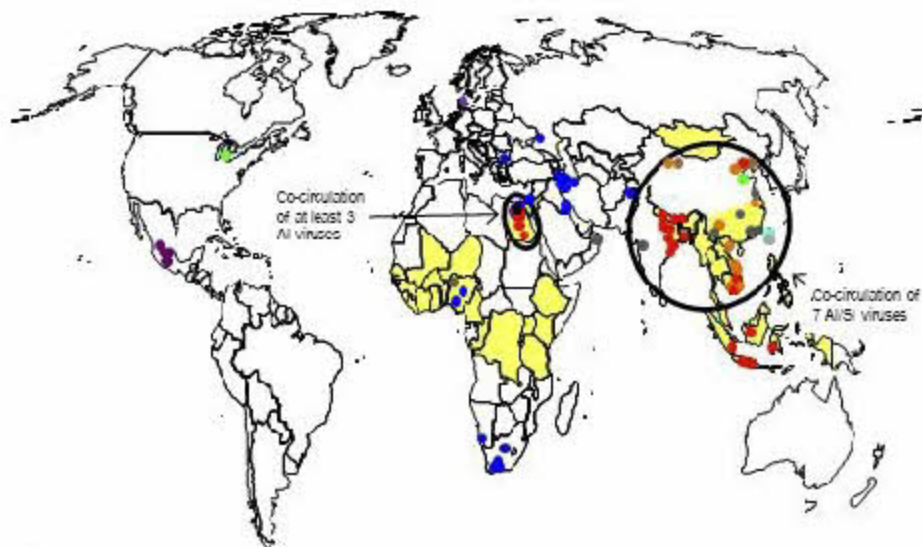 Co-circulation
of at least 3
AI viruses
Co-circulation of
7 AI/SI viruses